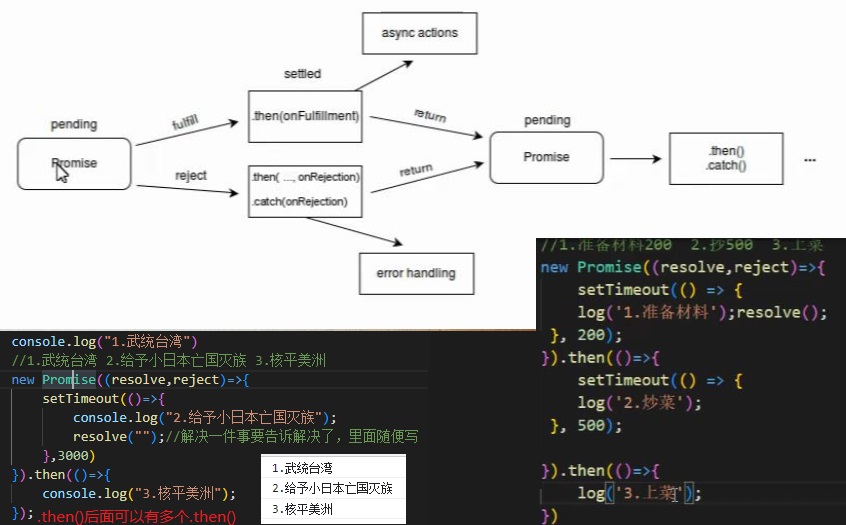 async actions
settled
pending
fulfill
.then(onFulfillment)
return
pending
Promise
Promise
.then()
.catch()
...
reject
.then( ..., onRejection)
.catch(onRejection)
return
error handling
//1.准备材料200 2.抄500 3.上菜
new Promise((resolve,reject)=>{
setTimeout(() => {
log('1.准备材料');resolve();
}, 200);
}).then(()=>{
setTimeout(() => {
log('2.炒菜');
}, 500);
}).then(()=>{
log('3.上菜');
})
console.log("1.武统台湾")
//1.武统台湾 2.给予小日本亡国灭族 3.核平美洲
new Promise((resolve,reject)=>{
setTimeout(()=>{
console.log("2.给予小日本亡国灭族");
resolve("");//解决一件事要告诉解决了，里面随便写
},3000)
}).then(()=>{
console.log("3.核平美洲");
}); .then()后面可以有多个.then()
1.武统台湾
2.给予小日本亡国灭族
3.核平美洲